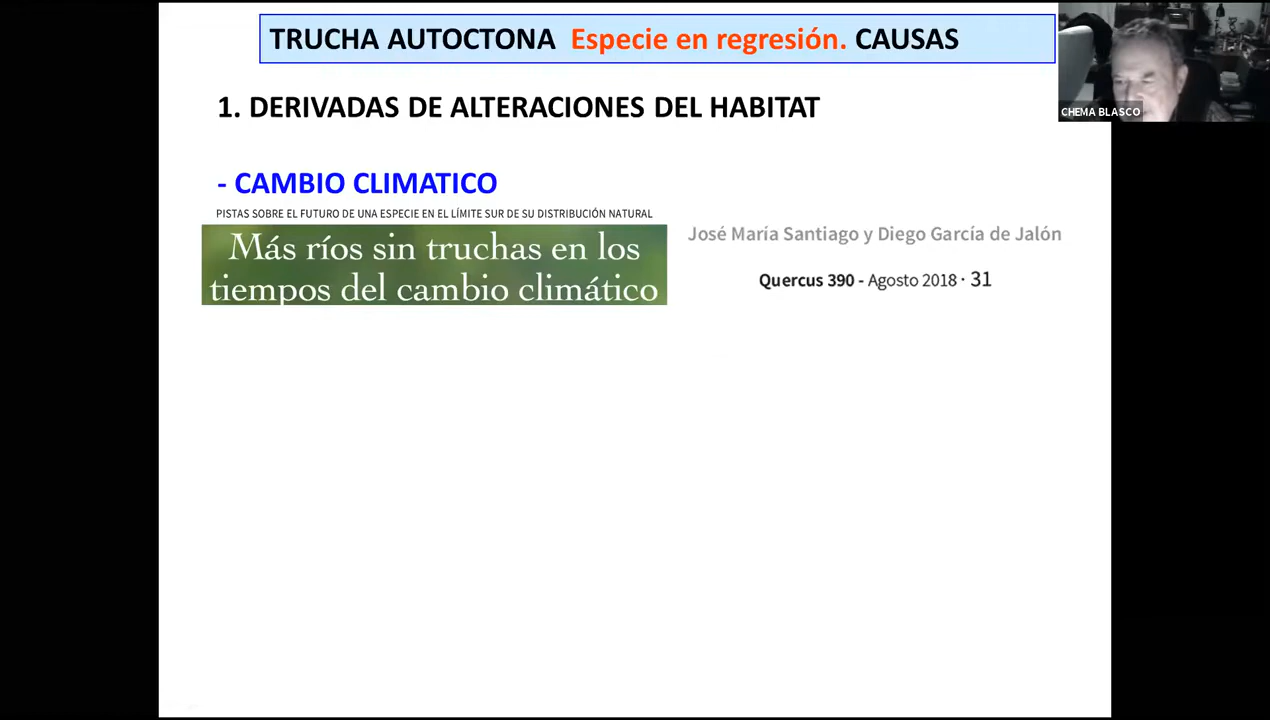 TRUCHA AUTOCTONA Especie en regresión. CAUSAS
CHEMA BLASCO
1. DERIVADAS DE ALTERACIONES DEL HABITAT
- CAMBIO CLIMATICO
PISTAS SOBRE EL FUTURO DE UNA ESPECIE EN EL LÍMITE SUR DE SU DISTRIBUCIÓN NATURAL
Más ríos sin truchas en los
tiempos del cambio climático
José María Santiago y Diego García de Jalón
Quercus 390 - Agosto 2018 · 31